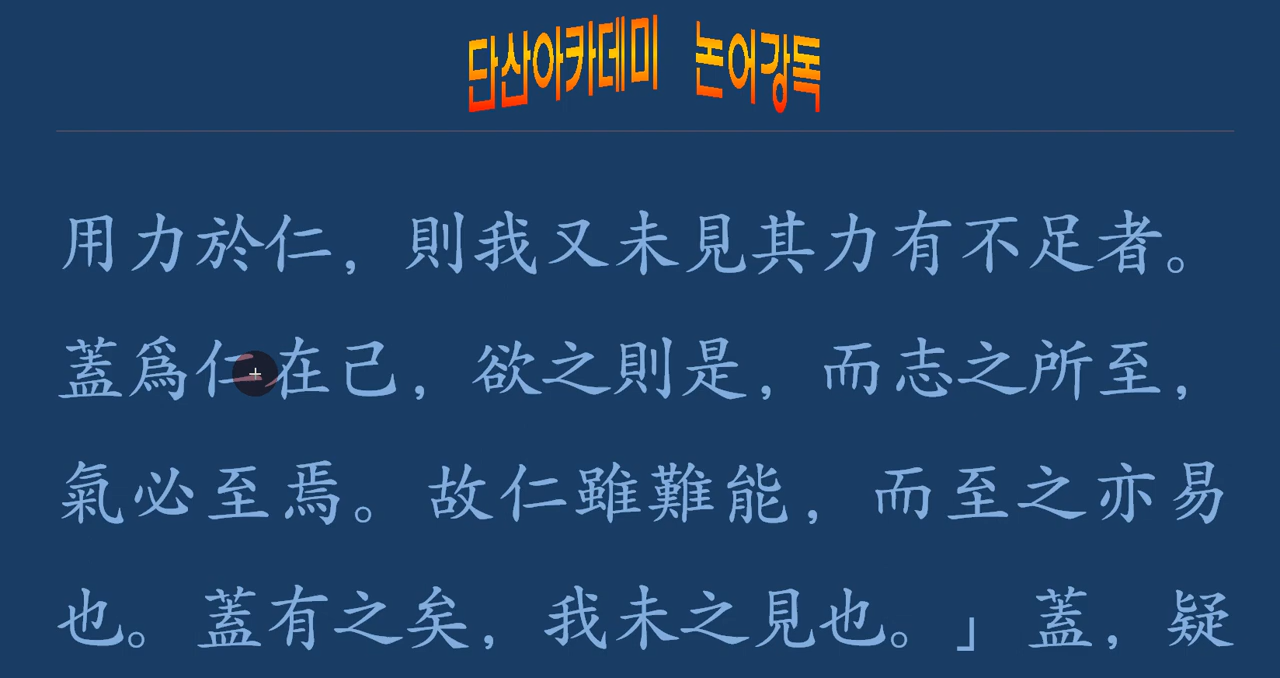 단산아카데미 논어강독
用力於仁，則我又未見其力有不足者。
蓋爲仁在己，欲之則是，而志之所至，
氣必至焉。故仁雖難能，而至之亦易
也。蓋有之矣，我未之見也。」蓋，疑